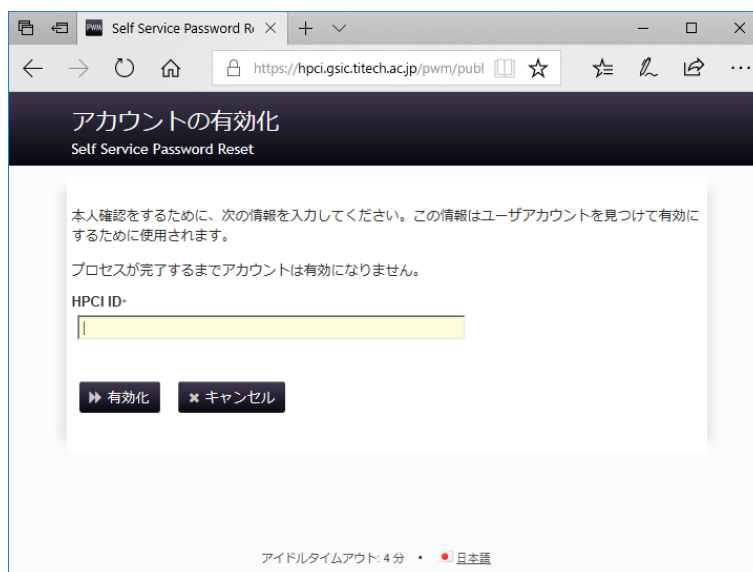 PWM Self Service Password R
https://hpci.gsic.titech.ac.jp/pwm/publ
アカウントの有効化
Self Service Password Reset
本人確認をするために、次の情報を入力してください。この情報はユーザアカウントを見つけて有効に
するために使用されます。
プロセスが完了するまでアカウントは有効になりません。
HPCI ID*
有効化 キャンセル
アイドルタイムアウト: 4 分 • 日本語